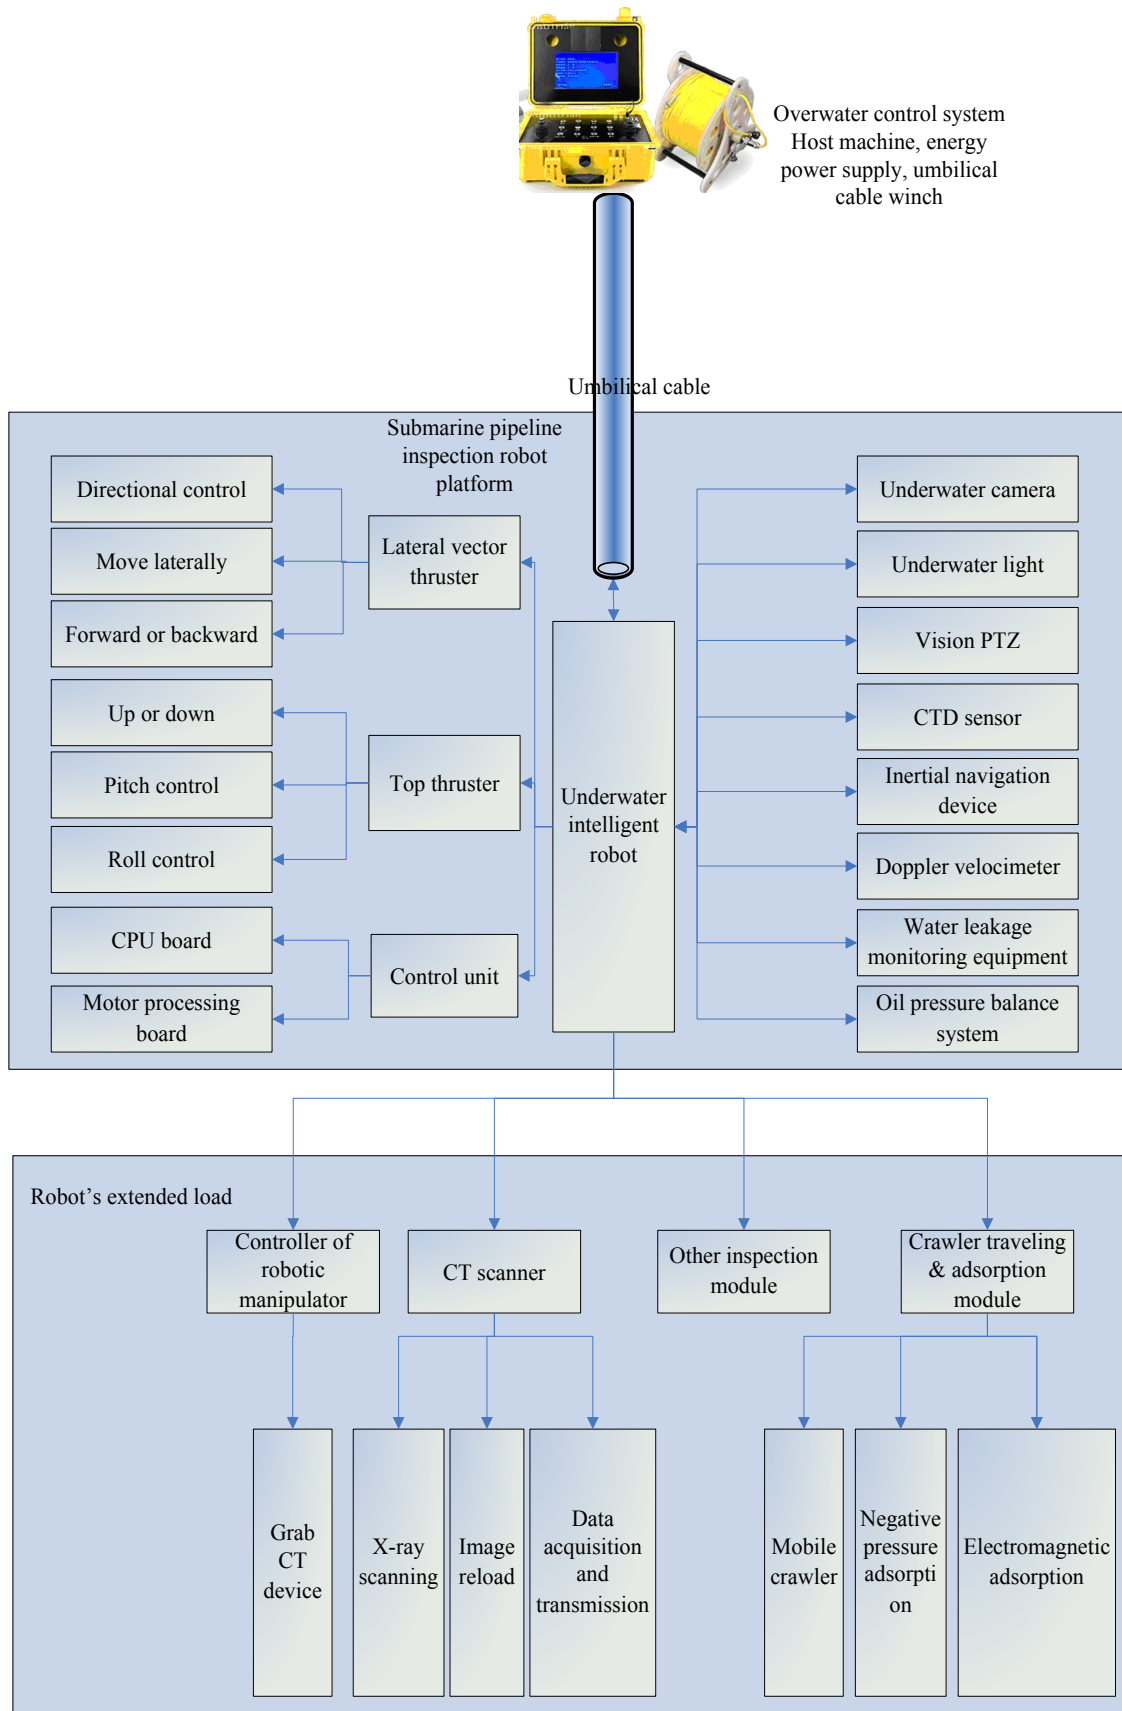 Overwater control system
Host machine, energy
power supply, umbilical
cable winch
Umbilical cable
Submarine pipeline
inspection robot
platform
Directional control
Move laterally
Forward or backward
Up or down
Pitch control
Roll control
CPU board
Motor processing
board
Lateral vector
thruster
Top thruster
Control unit
Underwater
intelligent
robot
Underwater camera
Underwater light
Vision PTZ
CTD sensor
Inertial navigation
device
Doppler velocimeter
Water leakage
monitoring equipment
Oil pressure balance
system
Robot’s extended load
Controller of
robotic
manipulator
CT scanner
Other inspection
module
Crawler traveling
& adsorption
module
Grab
CT
device
X-ray
scanning
Image
reload
Data
acquisition
and
transmission
Mobile
crawler
Negative
pressure
adsorpti
on
Electromagnetic
adsorption